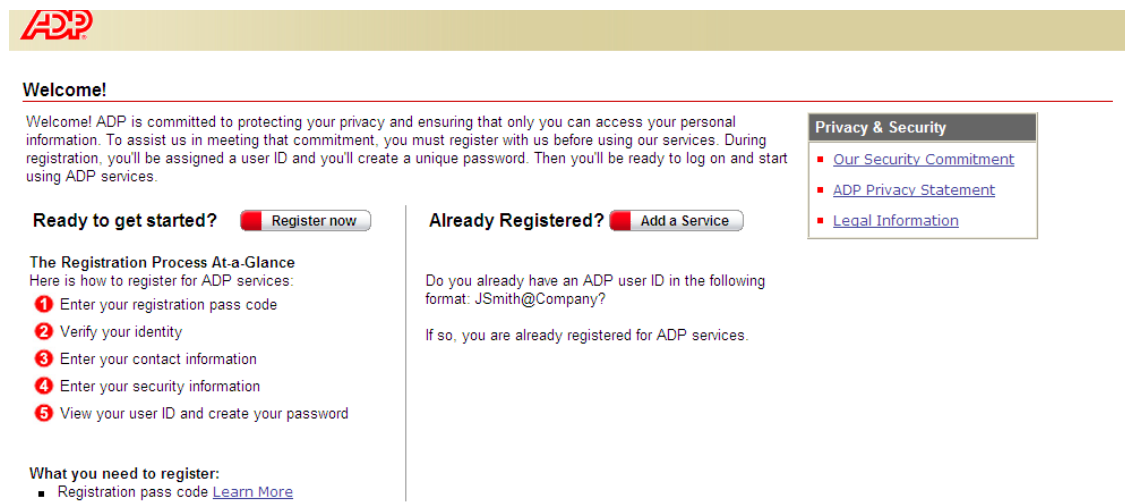 ADP
Welcome!
Welcome! ADP is committed to protecting your privacy and ensuring that only you can access your personal
information. To assist us in meeting that commitment, you must register with us before using our services. During
registration, you'll be assigned a user ID and you'll create a unique password. Then you'll be ready to log on and start
using ADP services.
Privacy & Security
Our Security Commitment
ADP Privacy Statement
Legal Information
Ready to get started? Register now
The Registration Process At-a-Glance
Here is how to register for ADP services:
1 Enter your registration pass code
2 Verify your identity
3 Enter your contact information
4 Enter your security information
5 View your user ID and create your password
What you need to register:
Registration pass code Learn More
Already Registered? Add a Service
Do you already have an ADP user ID in the following
format: JSmith@Company?
If so, you are already registered for ADP services.